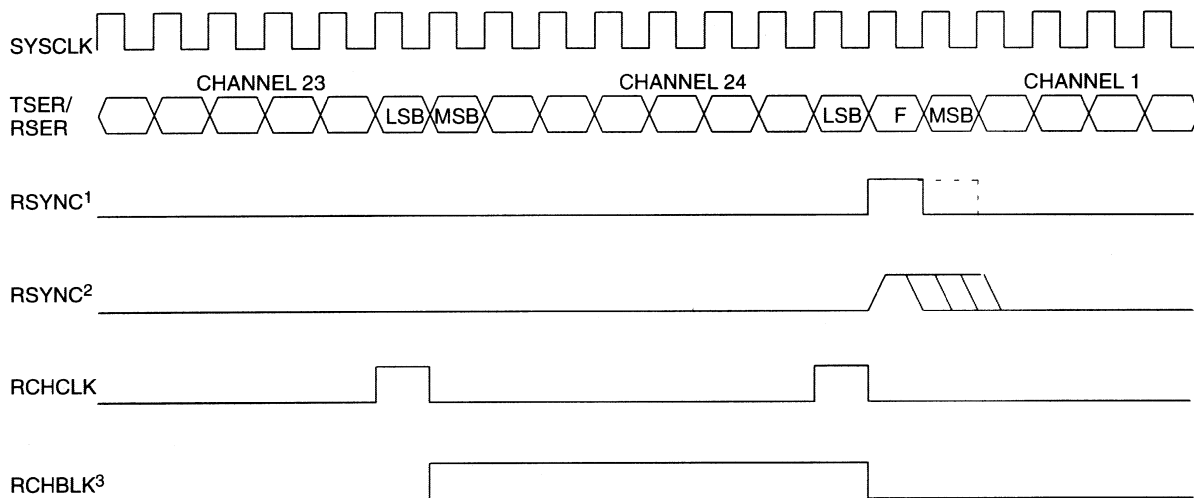 SYSCLK
CHANNEL 23 CHANNEL 24 CHANNEL 1
TSER/
RSER
LSB MSB LSB F MSB
RSYNC1
RSYNC2
RCHCLK
RCHBLK3